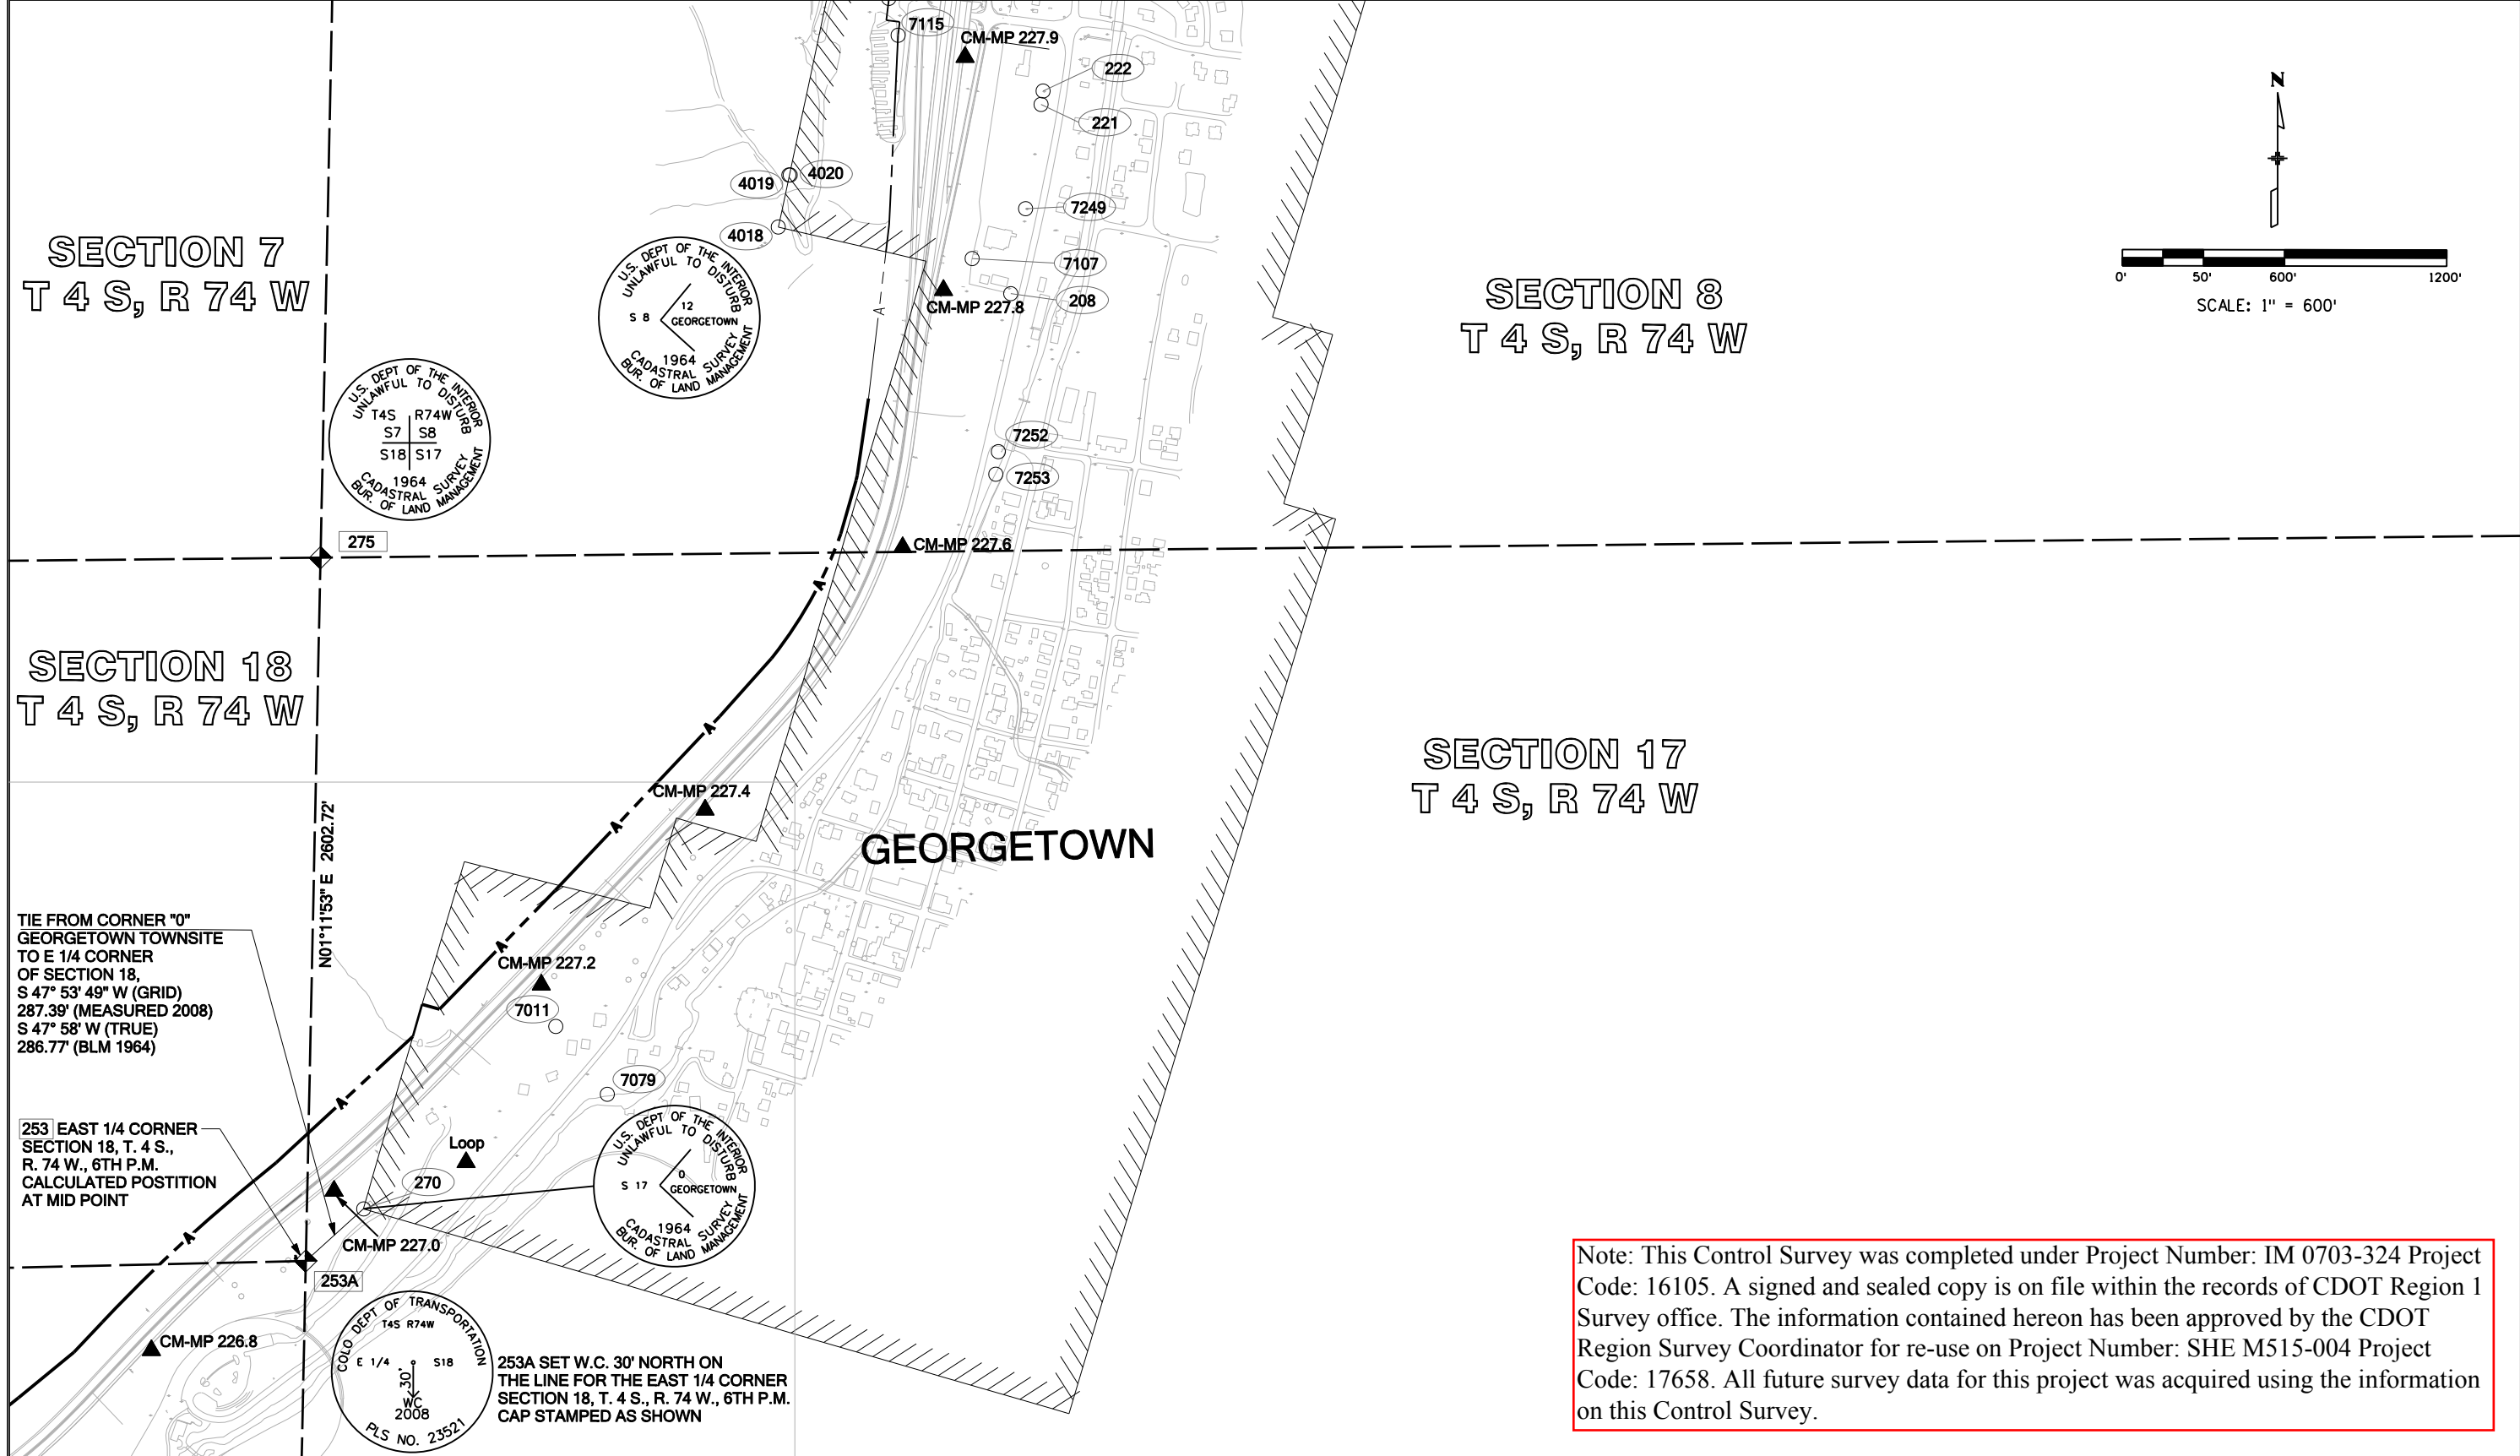 7115
CM-MP 227.9
222
221
4019
4020
4018
7249
7107
208
CM-MP 227.8
N
0' 50' 600' 1200'
SCALE: 1" = 600'
SECTION 7
T 4 S, R 74 W
SECTION 8
T 4 S, R 74 W
U.S. DEPT OF THE INTERIOR
UNLAWFUL TO DISTURB
S 8
12
GEORGETOWN
1964
CADASTRAL SURVEY
BUR. OF LAND MANAGEMENT
A
U.S. DEPT OF THE INTERIOR
UNLAWFUL TO DISTURB
T4S R74W
S7 S8
S18 S17
1964
CADASTRAL SURVEY
BUR. OF LAND MANAGEMENT
7252
7253
275
CM-MP 227.6
A
SECTION 18
T 4 S, R 74 W
A
SECTION 17
T 4 S, R 74 W
CM-MP 227.4
A
GEORGETOWN
N01°11'53" E 2602.72'
TIE FROM CORNER "0"
GEORGETOWN TOWNSITE
TO E 1/4 CORNER
OF SECTION 18,
S 47° 53' 49" W (GRID)
287.39' (MEASURED 2008)
S 47° 58' W (TRUE)
286.77' (BLM 1964)
A
CM-MP 227.2
7011
7079
A
253 EAST 1/4 CORNER
SECTION 18, T. 4 S.,
R. 74 W., 6TH P.M.
CALCULATED POSTITION
AT MID POINT
Loop
270
U.S. DEPT OF THE INTERIOR
UNLAWFUL TO DISTURB
S 17
0
GEORGETOWN
1964
CADASTRAL SURVEY
BUR. OF LAND MANAGEMENT
A
CM-MP 227.0
253A
CM-MP 226.8
COLO DEPT OF TRANSPORTATION
T4S R74W
E 1/4 S18
30'
WC
2008
PLS NO. 23521
253A SET W.C. 30' NORTH ON
THE LINE FOR THE EAST 1/4 CORNER
SECTION 18, T. 4 S., R. 74 W., 6TH P.M.
CAP STAMPED AS SHOWN
Note: This Control Survey was completed under Project Number: IM 0703-324 Project
Code: 16105. A signed and sealed copy is on file within the records of CDOT Region 1
Survey office. The information contained hereon has been approved by the CDOT
Region Survey Coordinator for re-use on Project Number: SHE M515-004 Project
Code: 17658. All future survey data for this project was acquired using the information
on this Control Survey.